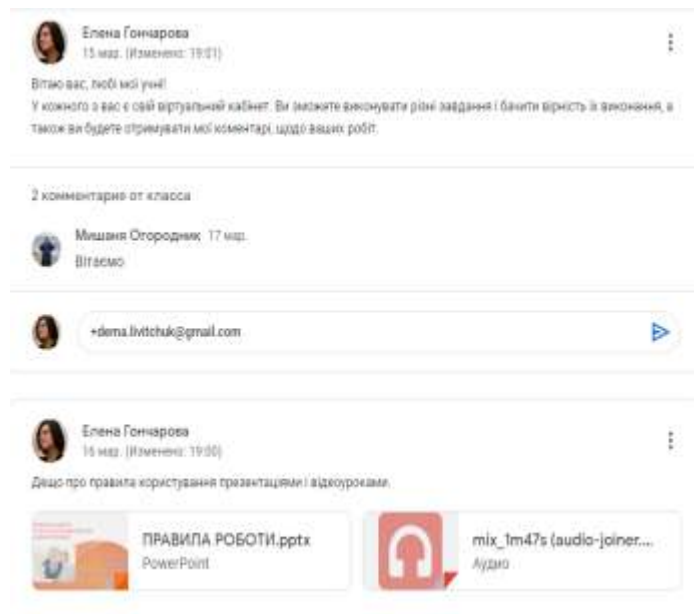 Елена Гончарова
15 мар. (Изменено: 19:01)
Вітаю вас, любі мої учні!
У кожного з вас є свій віртуальний кабінет. Ви зможете виконувати різні завдання і бачити вірність їх виконання, а
також ви будете отримувати мої коментарі, щодо ваших робіт.
2 комментария от класса
Мишаня Огородник 17 мар.
Вітаємо
+dema.livitchuk@gmail.com
Елена Гончарова
16 мар. (Изменено: 19:00)
Дещо про правила користування презентаціями і відеоуроками.
ПРАВИЛА РОБОТИ.pptx
PowerPoint
mix_1m47s (audio-joiner....
Аудио